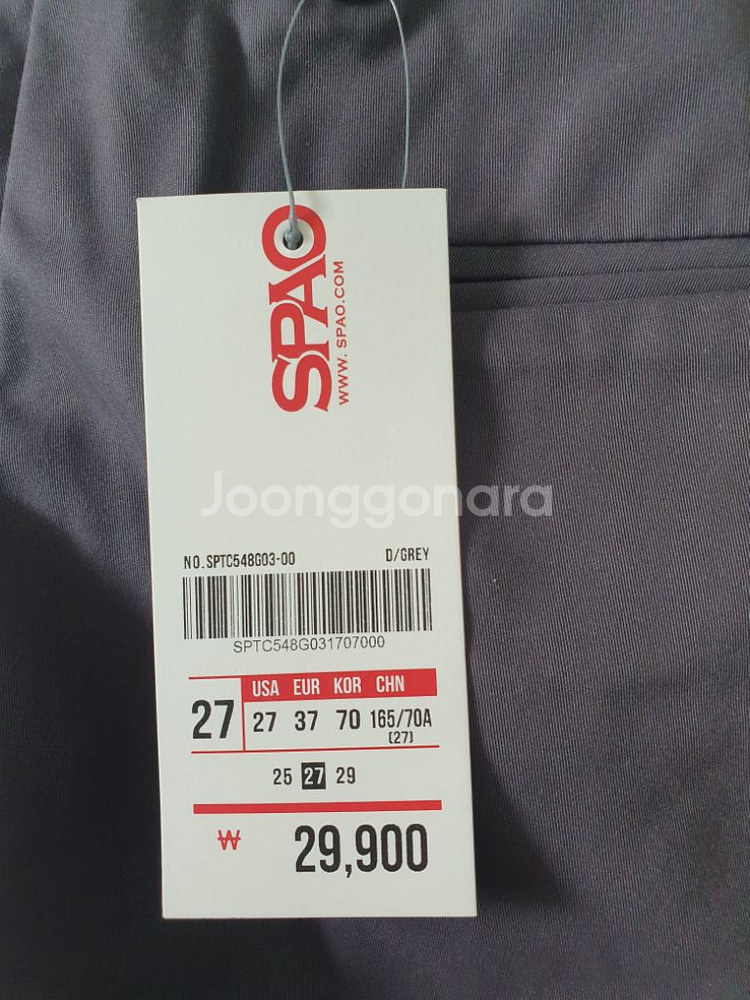 SPAO
WWW. SPAO.COM
Joonggonara
NO.SPTC548G03-00 D/GREY
SPTC548G031707000
USA EUR KOR CHN
27 27 37 70 165/70A
(27)
25 27 29
₩ 29,900